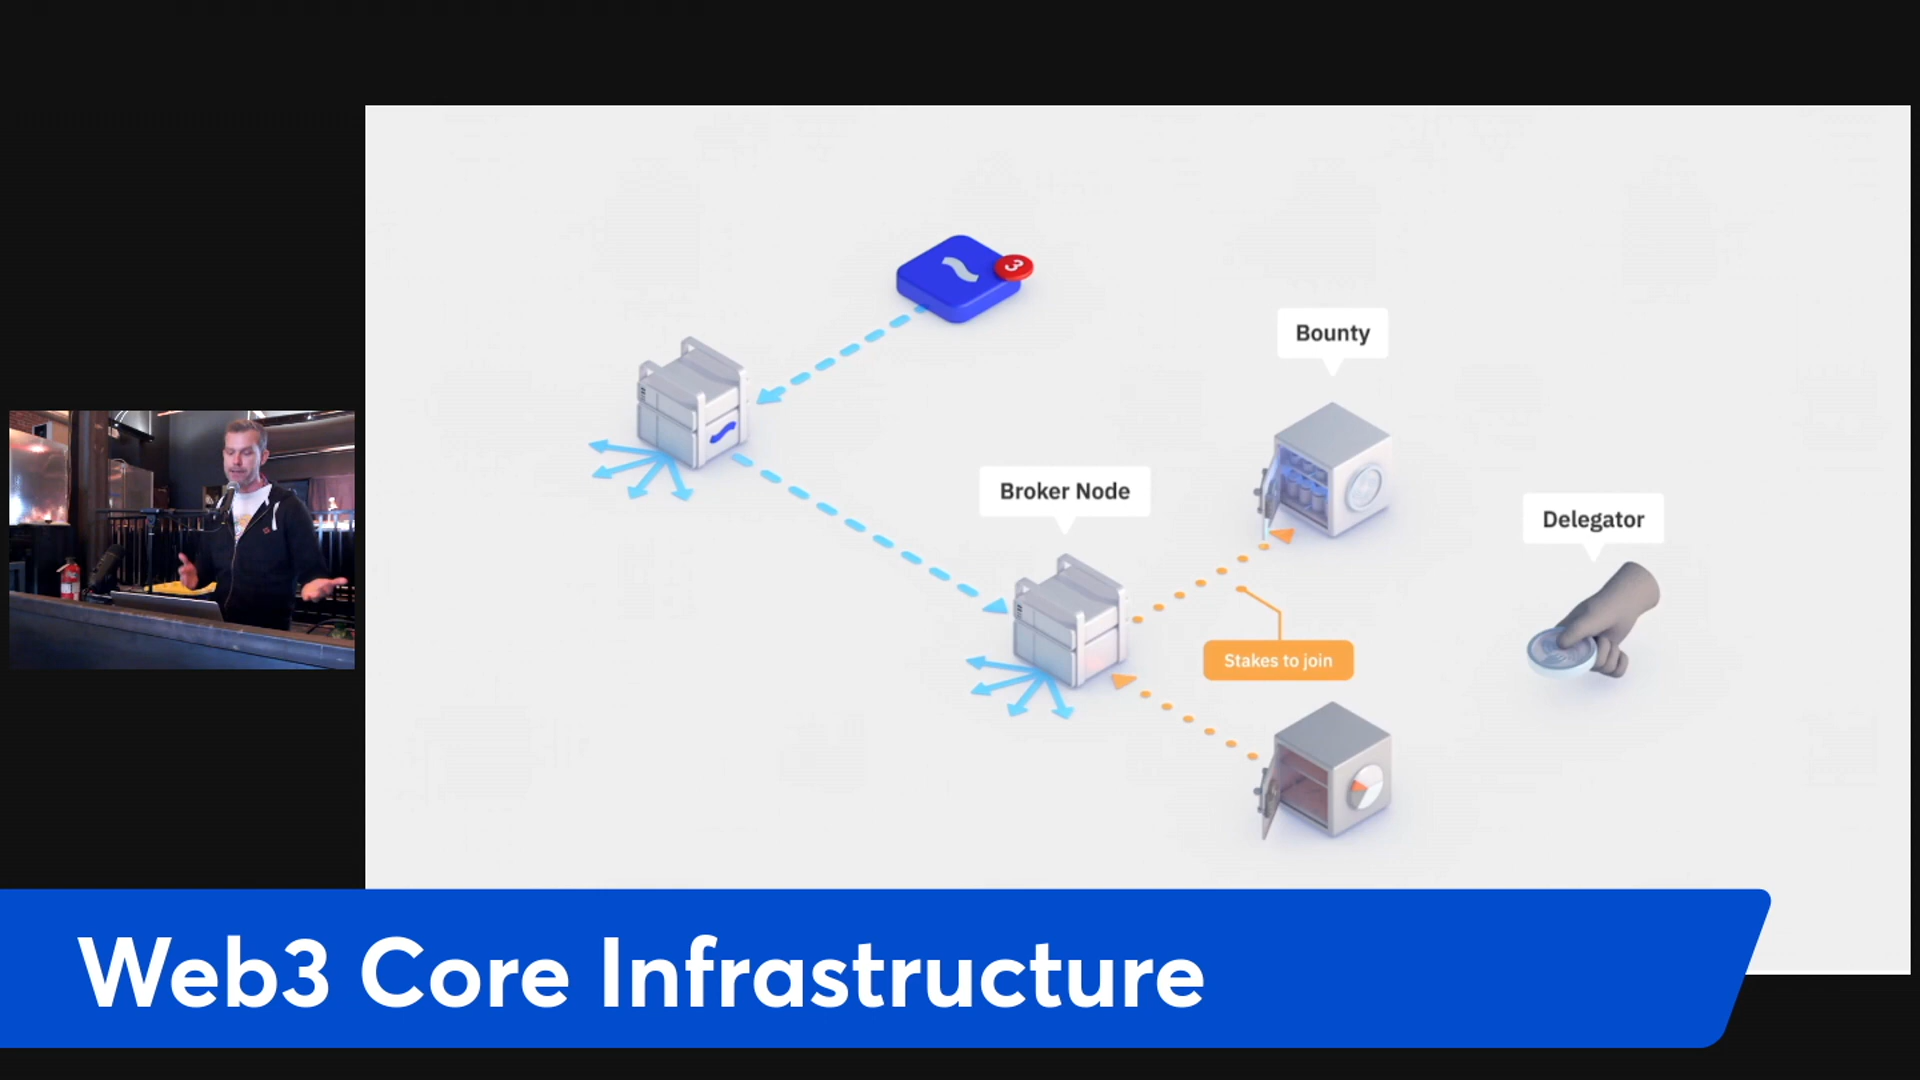 3
Bounty
Broker Node
Delegator
Stakes to join
Web3 Core Infrastructure